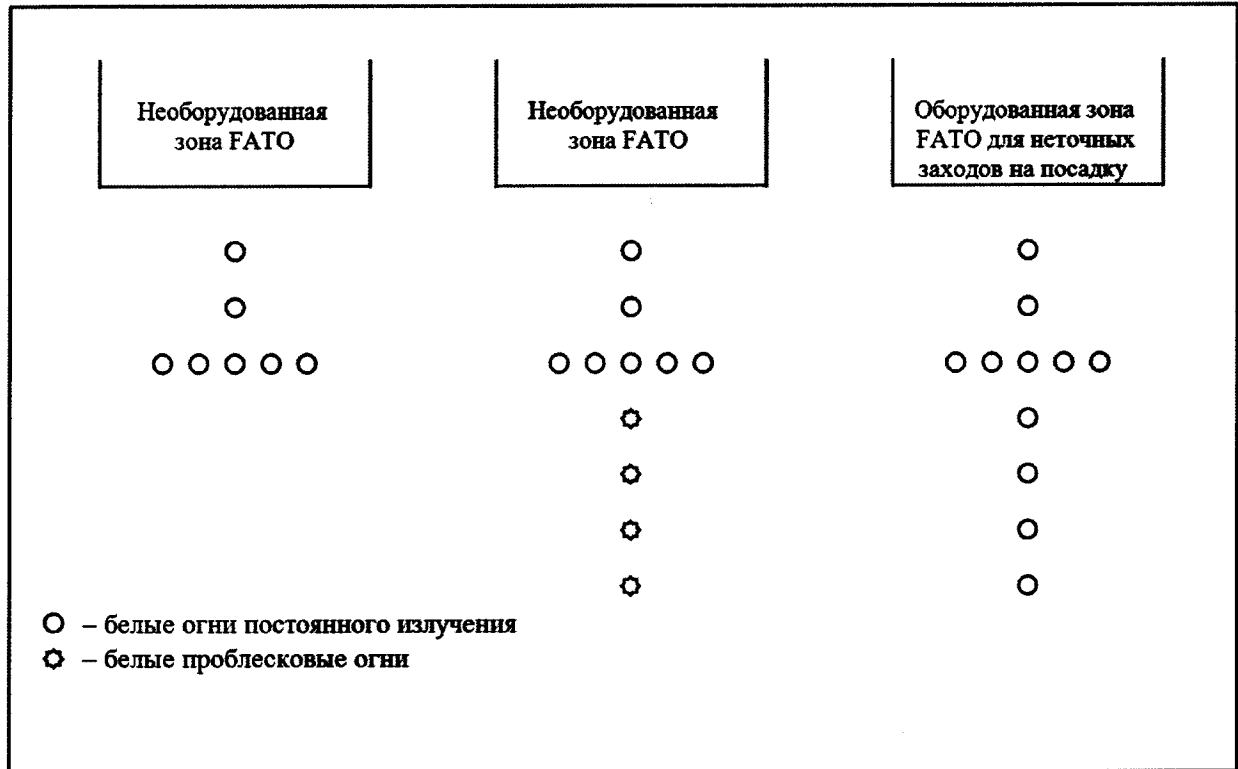 Необорудованная
зона FATO
Необорудованная
зона FATO
Оборудованная зона
FATO для неточных
заходов на посадку
– белые огни постоянного излучения
– белые проблесковые огни